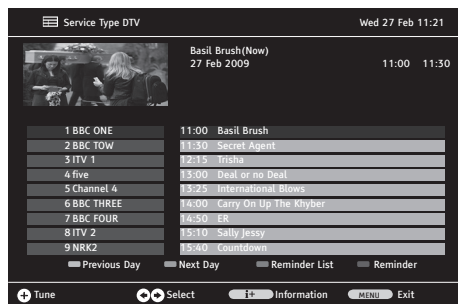 Service Type DTV Wed 27 Feb 11:21
Basil Brush(Now)
27 Feb 2009 11:00 11:30
1 BBC ONE 11:00 Basil Brush
2 BBC TOW 11:30 Secret Agent
3 ITV 1 12:15 Trisha
4 five 13:00 Deal or no Deal
5 Channel 4 13:25 International Blows
6 BBC THREE 14:00 Carry On Up The Khyber
7 BBC FOUR 14:50 ER
8 ITV 2 15:10 Sally Jessy
9 NRK2 15:40 Countdown
Previous Day Next Day Reminder List Reminder
Tune Select i+ Information MENU Exit